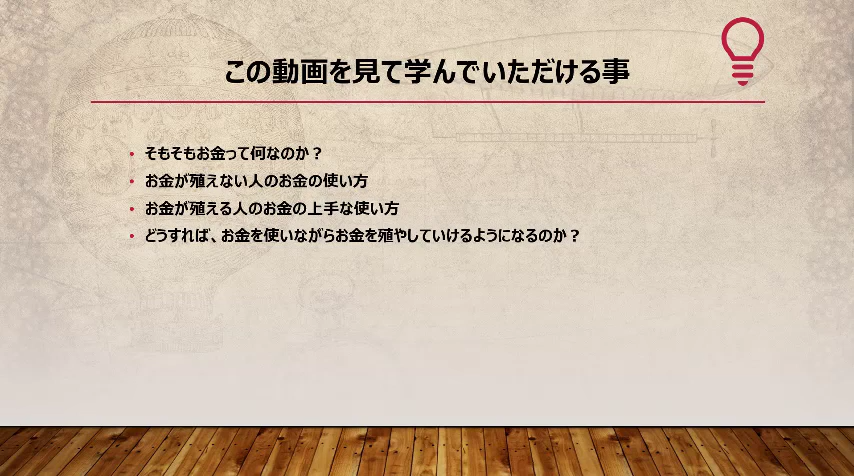 この動画を見て学んでいただける事
・そもそもお金って何なのか？
・お金が殖えない人のお金の使い方
・お金が殖える人のお金の上手な使い方
・どうすれば、お金を使いながらお金を殖やしていけるようになるのか？